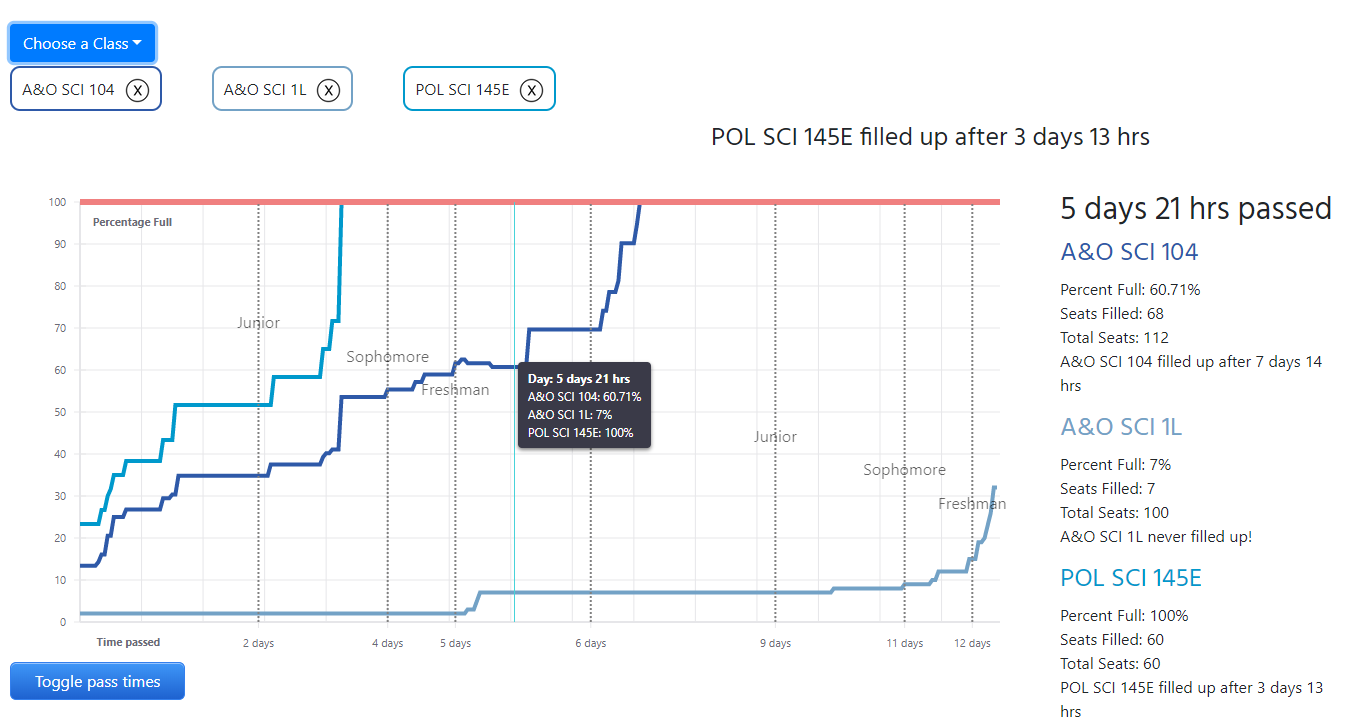 Choose a Class
A&O SCI 104 X
A&O SCI 1L X
POL SCI 145E X
POL SCI 145E filled up after 3 days 13 hrs
100
90
80
70
60
50
40
30
20
10
0
Percentage Full
Junior
Sophomore
Freshman
Day: 5 days 21 hrs
A&O SCI 104: 60.71%
A&O SCI 1L: 7%
POL SCI 145E: 100%
Junior
Sophomore
Freshman
Time passed
2 days
4 days
5 days
6 days
9 days
11 days
12 days
Toggle pass times
5 days 21 hrs passed
A&O SCI 104
Percent Full: 60.71%
Seats Filled: 68
Total Seats: 112
A&O SCI 104 filled up after 7 days 14
hrs
A&O SCI 1L
Percent Full: 7%
Seats Filled: 7
Total Seats: 100
A&O SCI 1L never filled up!
POL SCI 145E
Percent Full: 100%
Seats Filled: 60
Total Seats: 60
POL SCI 145E filled up after 3 days 13
hrs